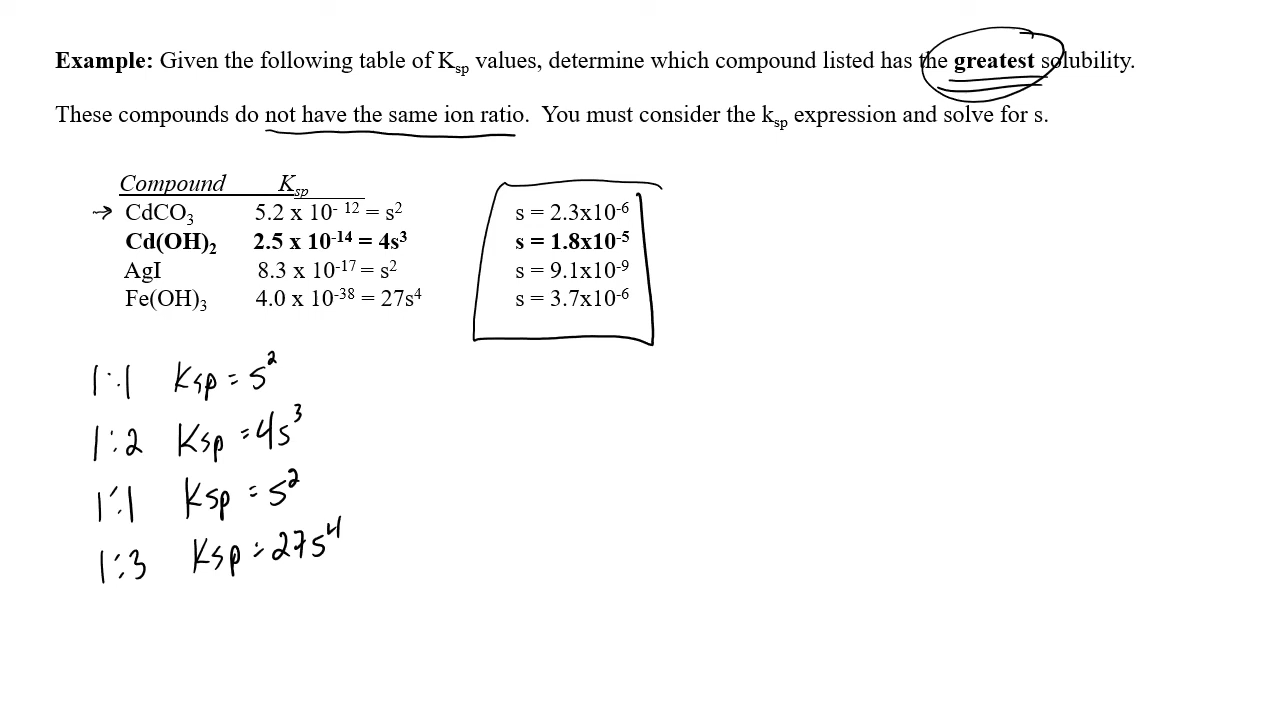 Example: Given the following table of Ksp values, determine which compound listed has the greatest solubility.
These compounds do not have the same ion ratio. You must consider the ksp expression and solve for s.
Compound Ksp
→ CdCO3 5.2 x 10- 12 = s2 s = 2.3x10-6
Cd(OH)2 2.5 x 10-14 = 4s3 s = 1.8x10-5
AgI 8.3 x 10-17 = s2 s = 9.1x10-9
Fe(OH)3 4.0 x 10-38 = 27s4 s = 3.7x10-6
1:1 Ksp = s2
1:2 Ksp = 4s3
1:1 Ksp = s2
1:3 Ksp = 27s4